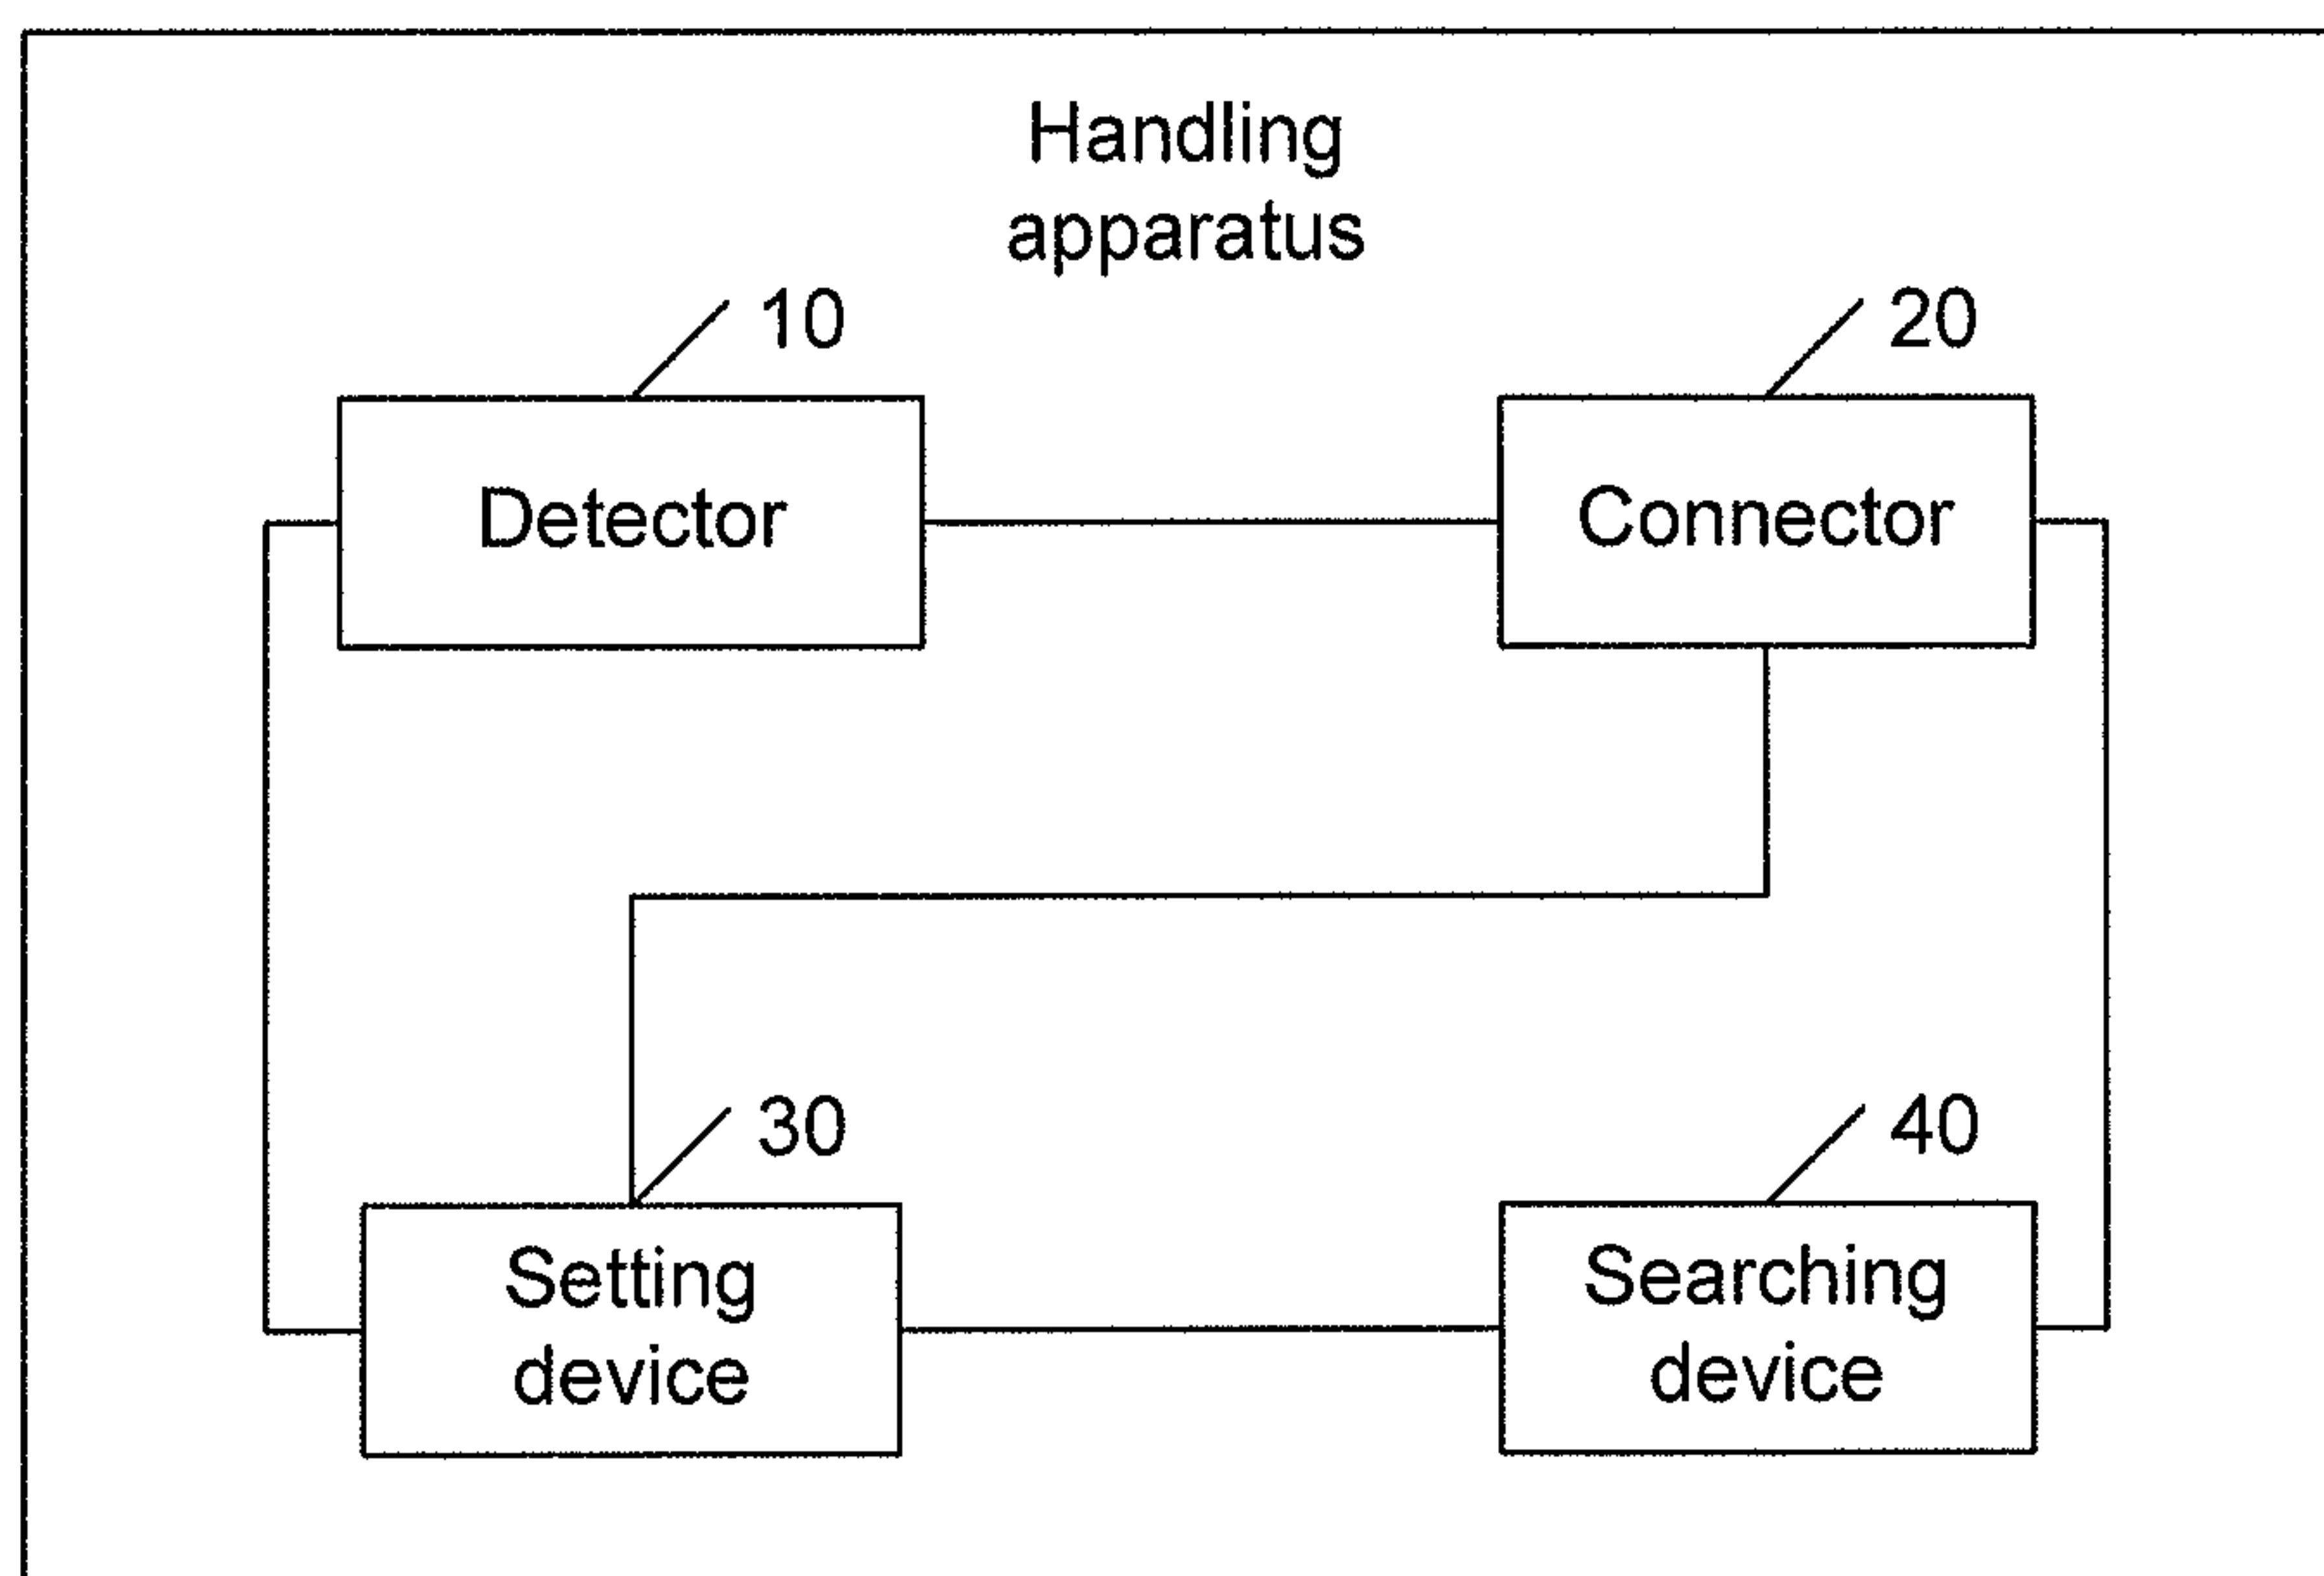 Handling
apparatus
10
20
Detector
Connector
30
40
Setting
device
Searching
device